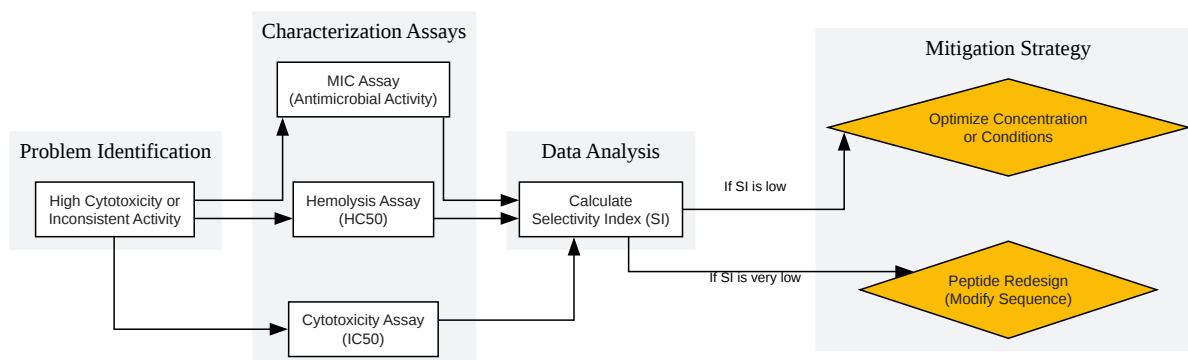 Characterization Assays
Mitigation Strategy
MIC Assay
(Antimicrobial Activity)
Optimize Concentration
or Conditions
Problem Identification
Data Analysis
High Cytotoxicity or
Inconsistent Activity
Hemolysis Assay
(HC50)
Calculate
Selectivity Index (SI)
If SI is low
If SI is very low
Peptide Redesign
(Modify Sequence)
Cytotoxicity Assay
(IC50)